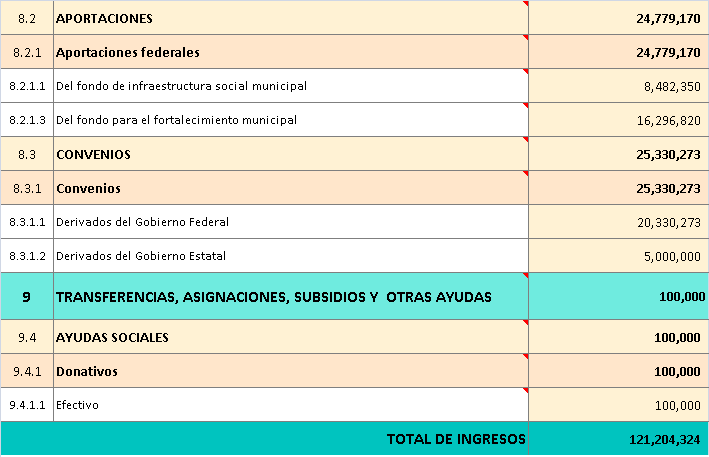 8.2 APORTACIONES 24,779,170
8.2.1 Aportaciones federales 24,779,170
8.2.1.1 Del fondo de infraestructura social municipal 8,482,350
8.2.1.3 Del fondo para el fortalecimiento municipal 16,296,820
8.3 CONVENIOS 25,330,273
8.3.1 Convenios 25,330,273
8.3.1.1 Derivados del Gobierno Federal 20,330,273
8.3.1.2 Derivados del Gobierno Estatal 5,000,000
9 TRANSFERENCIAS, ASIGNACIONES, SUBSIDIOS Y OTRAS AYUDAS 100,000
9.4 AYUDAS SOCIALES 100,000
9.4.1 Donativos 100,000
9.4.1.1 Efectivo 100,000
TOTAL DE INGRESOS 121,204,324